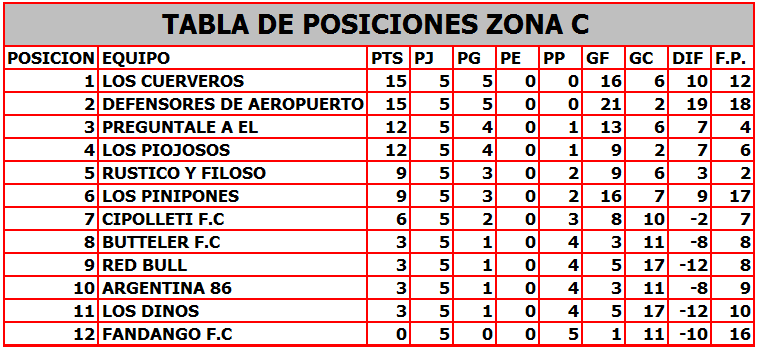 TABLA DE POSICIONES ZONA C
POSICION EQUIPO PTS PJ PG PE PP GF GC DIF F.P.
1 LOS CUERVEROS 15 5 5 0 0 16 6 10 12
2 DEFENSORES DE AEROPUERTO 15 5 5 0 0 21 2 19 18
3 PREGUNTALE A EL 12 5 4 0 1 13 6 7 4
4 LOS PIOJOSOS 12 5 4 0 1 9 2 7 6
5 RUSTICO Y FILOSO 9 5 3 0 2 9 6 3 2
6 LOS PINIPONES 9 5 3 0 2 16 7 9 17
7 CIPOLLETI F.C 6 5 2 0 3 8 10 -2 7
8 BUTTELER F.C 3 5 1 0 4 3 11 -8 8
9 RED BULL 3 5 1 0 4 5 17 -12 8
10 ARGENTINA 86 3 5 1 0 4 3 11 -8 9
11 LOS DINOS 3 5 1 0 4 5 17 -12 10
12 FANDANGO F.C 0 5 0 0 5 1 11 -10 16